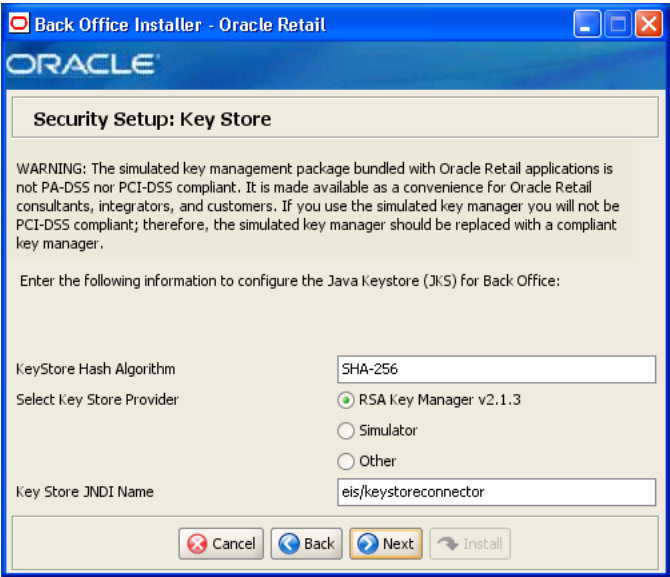 Back Office Installer - Oracle Retail
ORACLE
Security Setup: Key Store
WARNING: The simulated key management package bundled with Oracle Retail applications is
not PA-DSS nor PCI-DSS compliant. It is made available as a convenience for Oracle Retail
consultants, integrators, and customers. If you use the simulated key manager you will not be
PCI-DSS compliant; therefore, the simulated key manager should be replaced with a compliant
key manager.
Enter the following information to configure the Java Keystore (JKS) for Back Office:
KeyStore Hash Algorithm SHA-256
Select Key Store Provider RSA Key Manager v2.1.3
Simulator
Other
Key Store JNDI Name eis/keystoreconnector
Cancel Back Next Install